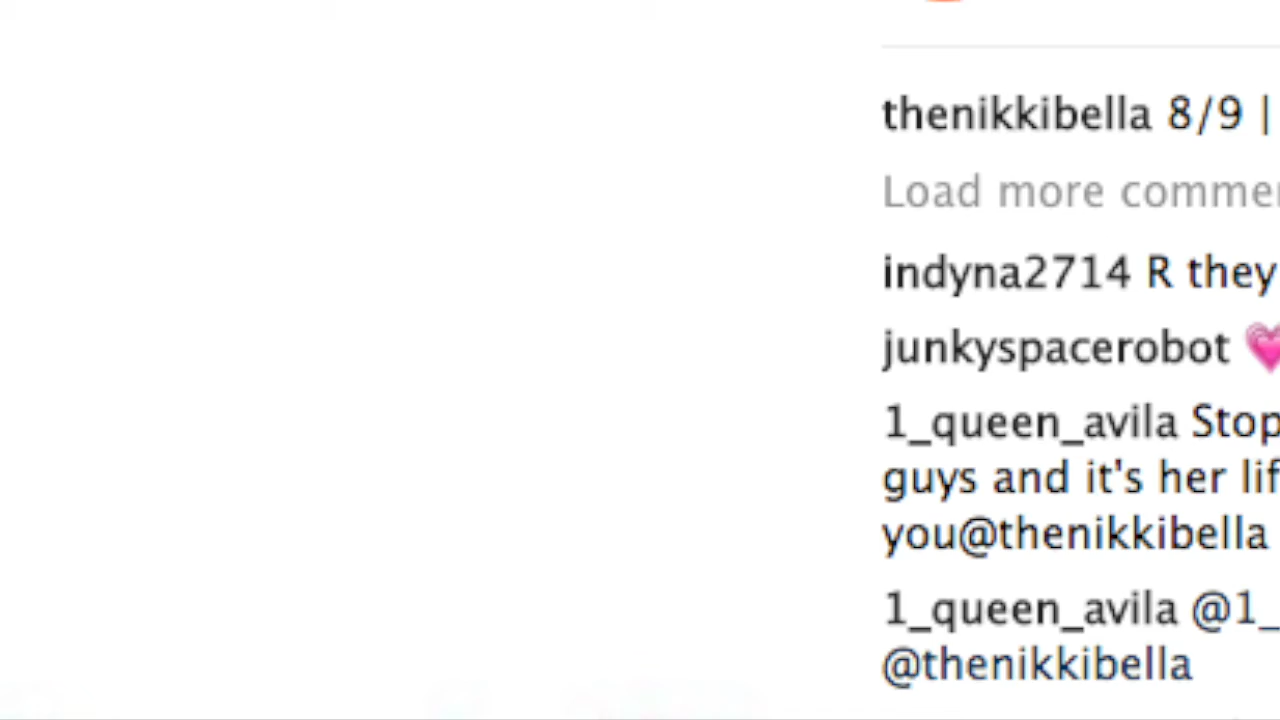 thenikkibella 8/9 |
Load more comme
indyna2714 R they
junkyspacerobot 💗
1_queen_avila Stop
guys and it's her lif
you@thenikkibella
1_queen_avila @1_
@thenikkibella